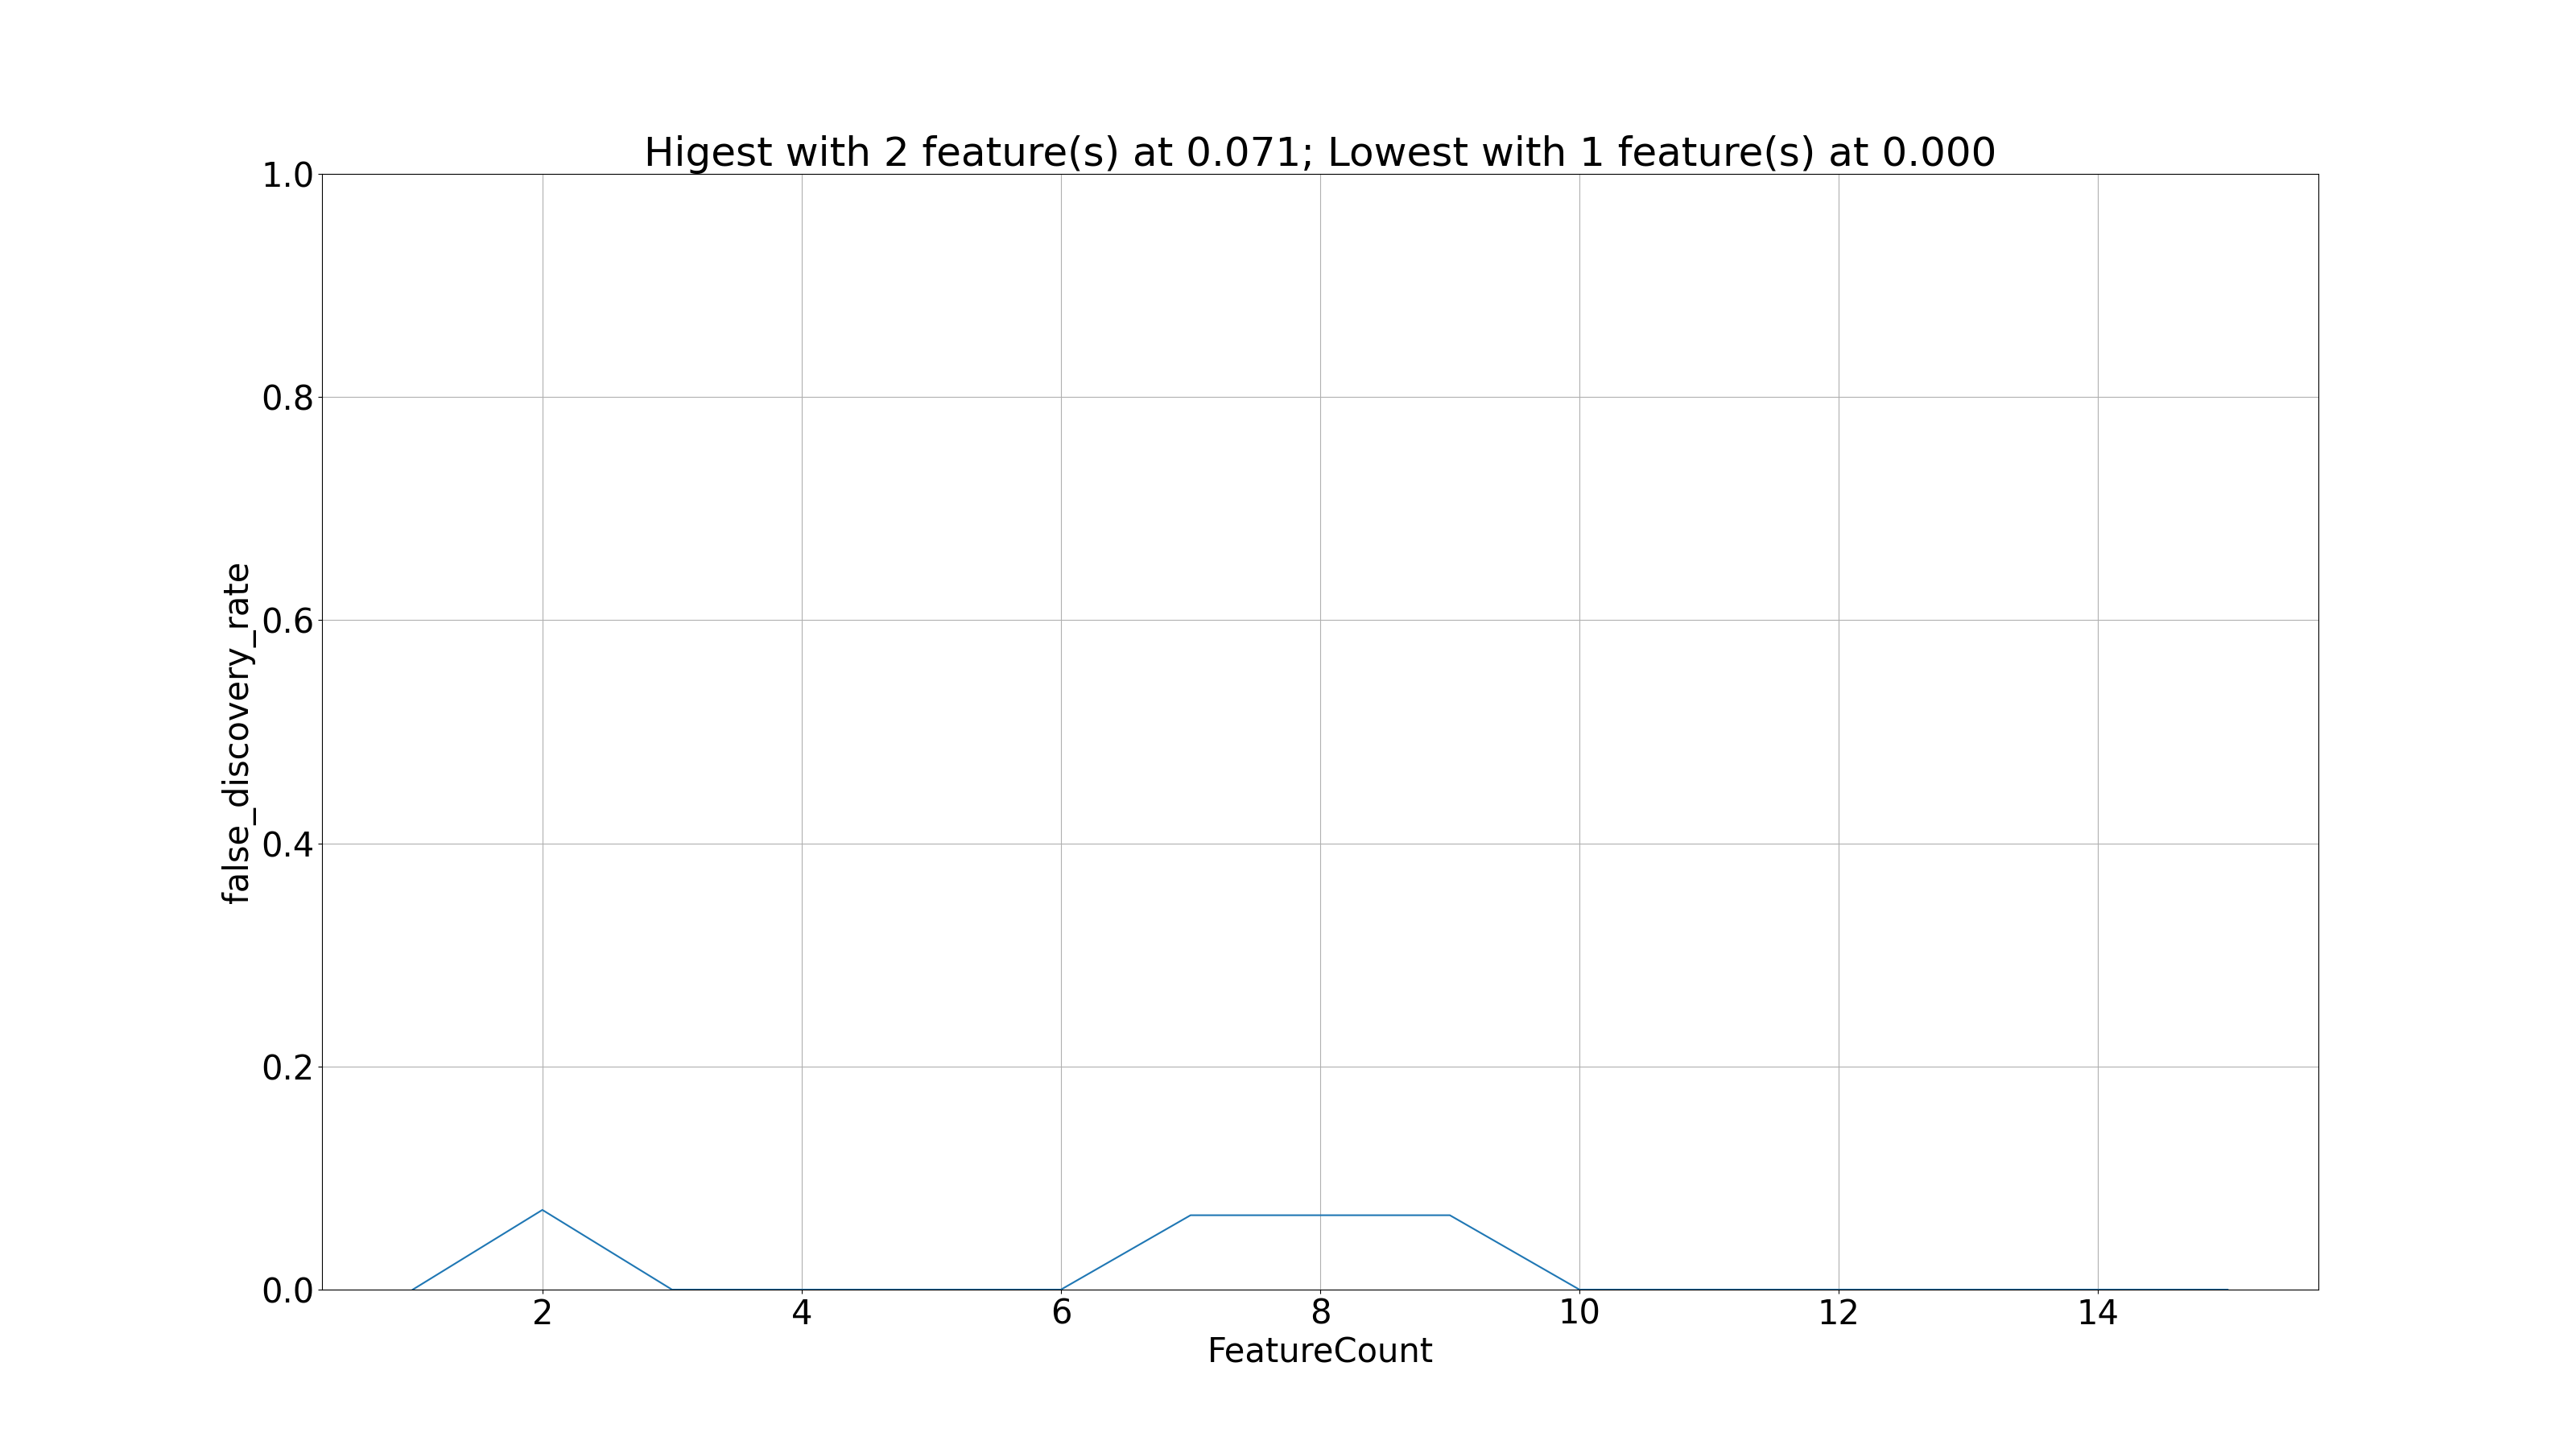 Higest with 2 feature(s) at 0.071; Lowest with 1 feature(s) at 0.000
1.0
0.8
0.6
0.4
0.2
0.0
false_discovery_rate
2 4 6 8 10 12 14
FeatureCount